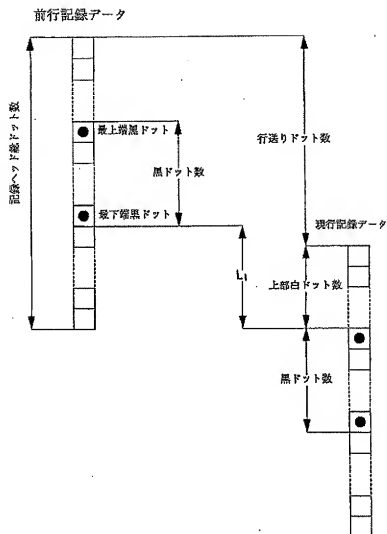 前行記録データ
記録ヘッド総ドット数
最上端黒ドット
黒ドット数
最下端黒ドット
行送りドット数
現行記録データ
L₁
上部白ドット数
黒ドット数